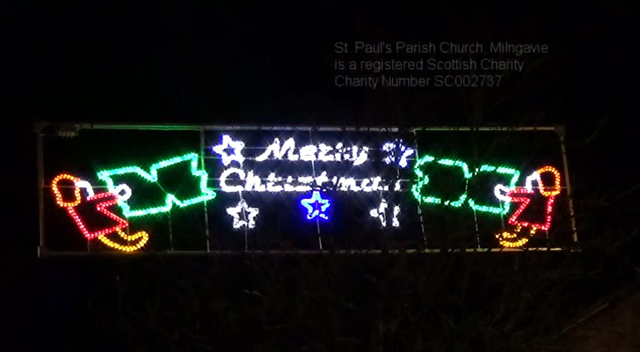 St. Paul's Parish Church, Milngavie
is a registered Scottish Charity
Charity Number SC002737
Merry
Christmas